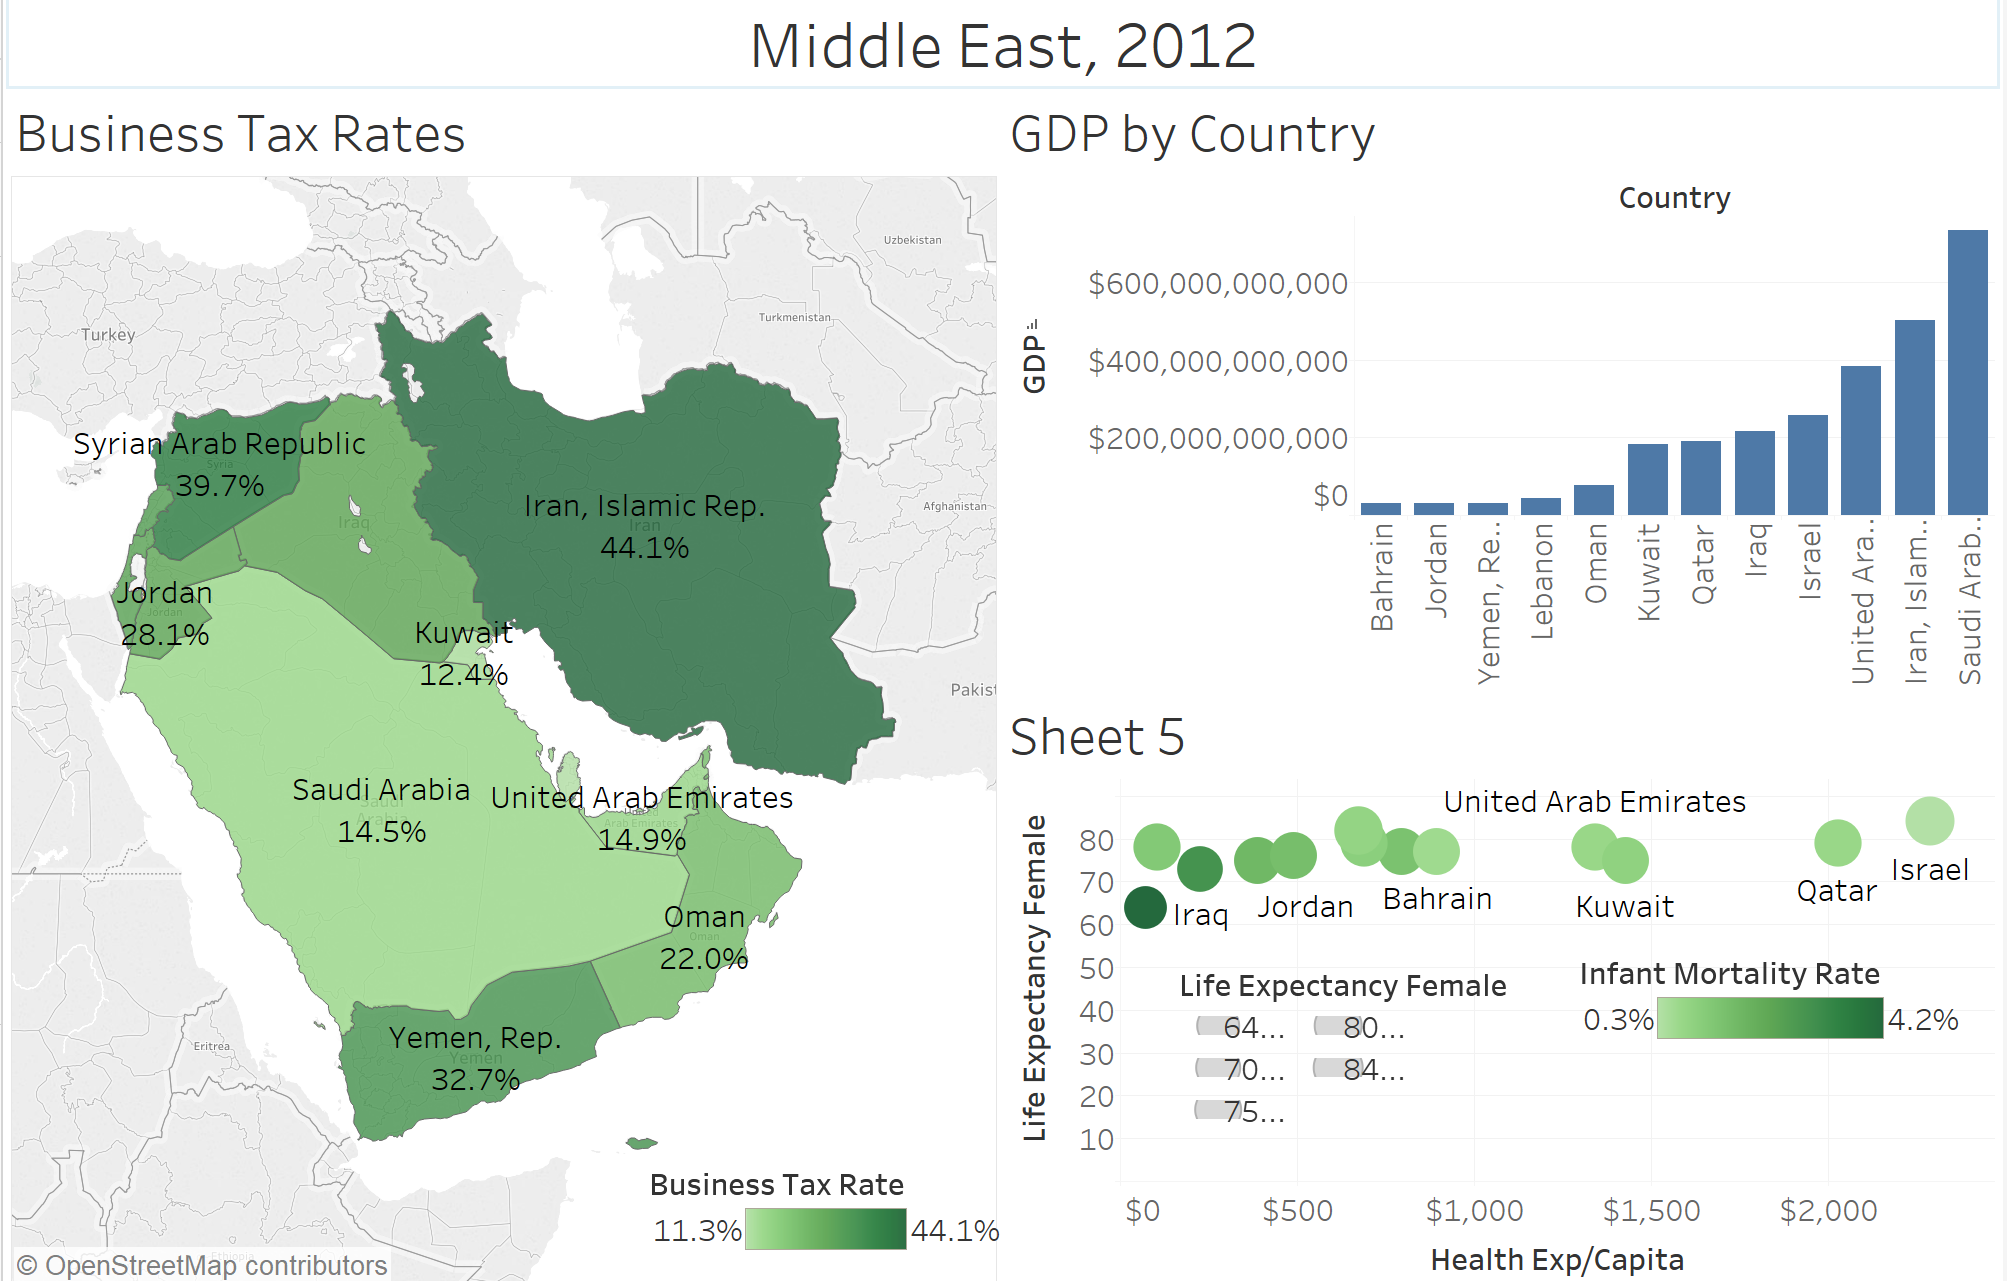 Middle East, 2012
Business Tax Rates
Uzbekistan
Turkmenistan
Turkey
Syrian Arab Republic
Syria
39.7%
Iraq
Iran, Islamic Rep.
Iran
44.1%
Afghanistan
Jordan
Jordan
28.1%
Kuwait
12.4%
Pakist
Saudi Arabia
Saudi
Arabia
14.5%
United Arab Emirates
United
Arab Emirates
14.9%
Oman
Oman
22.0%
Yemen, Rep.
Yemen
32.7%
Eritrea
Ethiopia
Business Tax Rate
11.3% 44.1%
© OpenStreetMap contributors
GDP by Country
Country
GDP
$600,000,000,000
$400,000,000,000
$200,000,000,000
$0
Bahrain
Jordan
Yemen, Re..
Lebanon
Oman
Kuwait
Qatar
Iraq
Israel
United Ara..
Iran, Islam..
Saudi Arab..
Sheet 5
Life Expectancy Female
80
70
60
50
40
30
20
10
United Arab Emirates
Iraq
Jordan
Bahrain
Kuwait
Qatar
Israel
Life Expectancy Female
64... 80...
70... 84...
75...
Infant Mortality Rate
0.3% 4.2%
$0 $500 $1,000 $1,500 $2,000
Health Exp/Capita